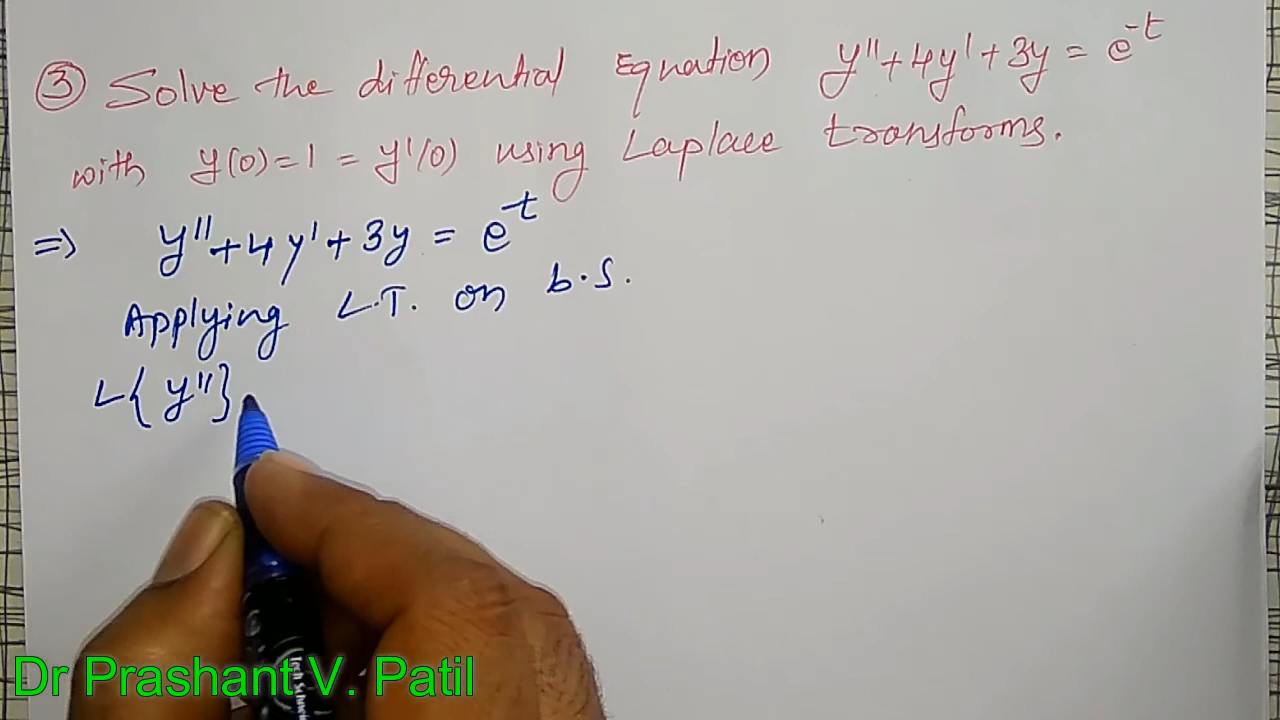 ③ Solve the differential Equation y''+4y'+3y = e^-t
with y(0)=1 = y'(0) using Laplace transforms.
⇒ y''+4y'+3y = e^-t
Applying L.T. on b.s.
L{y''}
Dr Prashant V. Patil